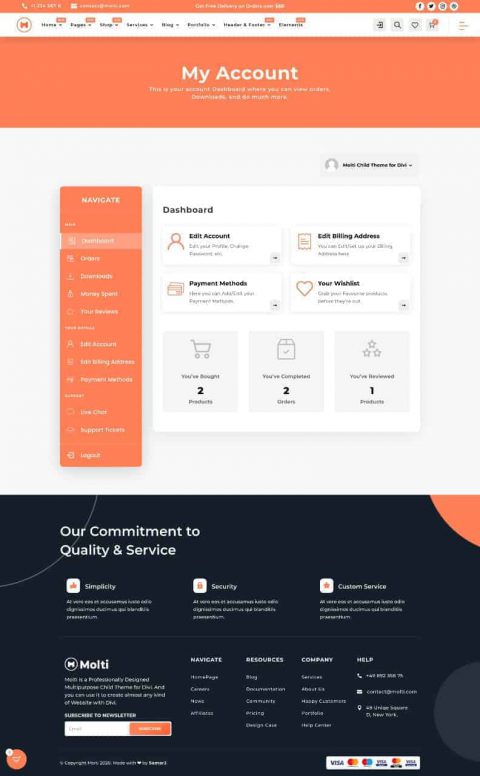 contact@molti.com
Get Free Delivery on Orders over $60!
Home
Pages
Shop
Services
Blog
Portfolio
Header & Footer
Elements
My Account
This is your account Dashboard where you can view orders,
Downloads, and do much more.
Molti Child Theme for Divi
NAVIGATE
MAIN
Dashboard
Orders
Downloads
Money Spent
Your Reviews
YOUR DETAILS
Edit Account
Edit Billing Address
Payment Methods
SUPPORT
Live Chat
Support Tickets
Logout
Dashboard
Edit Account
Edit your Profile, Change
Password, etc.
Edit Billing Address
You can Edit/Set up your Billing
Address here.
Payment Methods
Here you can Add/Edit your
Payment Methods.
Your Wishlist
Grab your Favourite products,
before they're out.
You've Bought
2
Products
You've Completed
2
Orders
You've Reviewed
1
Products
Our Commitment to
Quality & Service
Simplicity
At vero eos et accusamus iusto odio
dignissimos ducimus qui blanditiis
praesentium.
Security
At vero eos et accusamus iusto odio
dignissimos ducimus qui blanditiis
praesentium.
Custom Service
At vero eos et accusamus iusto odio
dignissimos ducimus qui blanditiis
praesentium.
Molti
Molti is a Professionally Designed
Multipurpose Child Theme for Divi. And
you can use it to create almost any kind
of Website with Divi.
SUBSCRIBE TO NEWSLETTER
Email
SUBSCRIBE
NAVIGATE
HomePage
Careers
News
Affiliates
RESOURCES
Blog
Documentation
Community
Pricing
Design Case
COMPANY
Services
About Us
Happy Customers
Portfolio
Help Center
HELP
contact@molti.com
49 Unique Square
D, New York.
© Copyright Molti 2020. Made with ❤ by SamarJ.
VISA